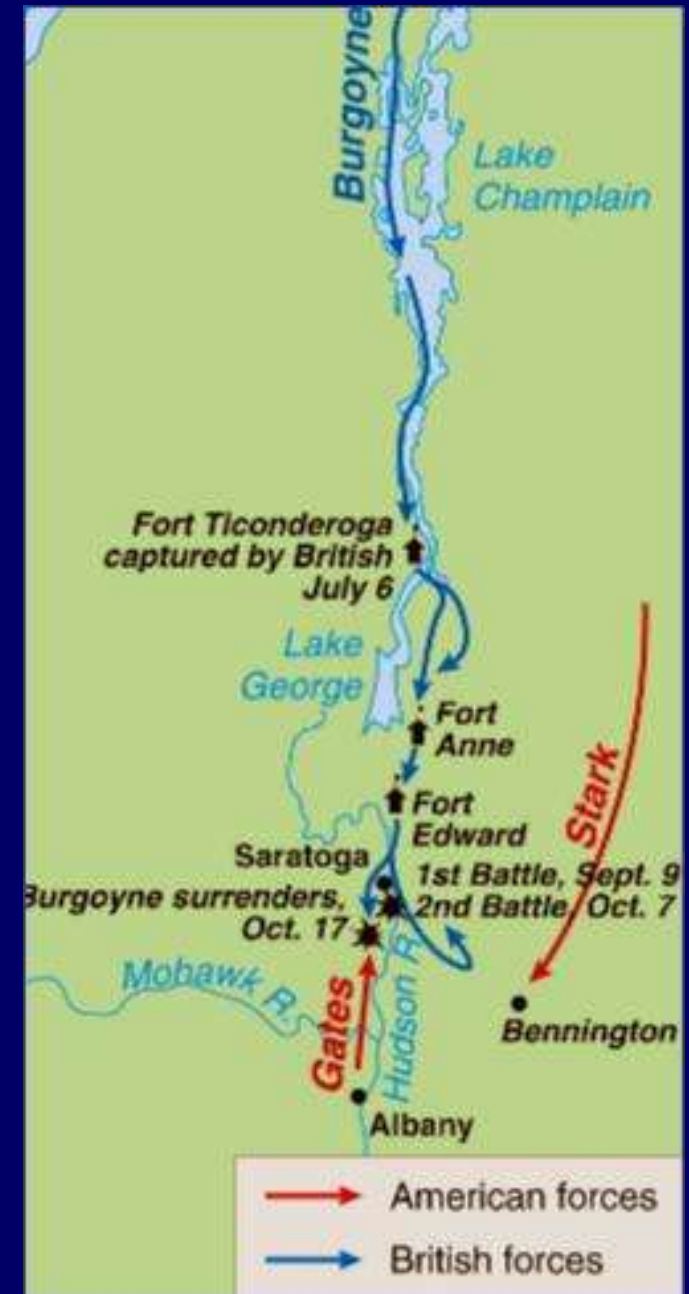 Burgoyne
Lake
Champlain
Fort Ticonderoga
captured by British
July 6
Lake
George
Fort
Anne
Fort
Edward
Stark
Saratoga
1st Battle, Sept. 9
2nd Battle, Oct. 7
Burgoyne surrenders,
Oct. 17
Mobawk R.
Gates
Hudson R.
Bennington
Albany
American forces
British forces